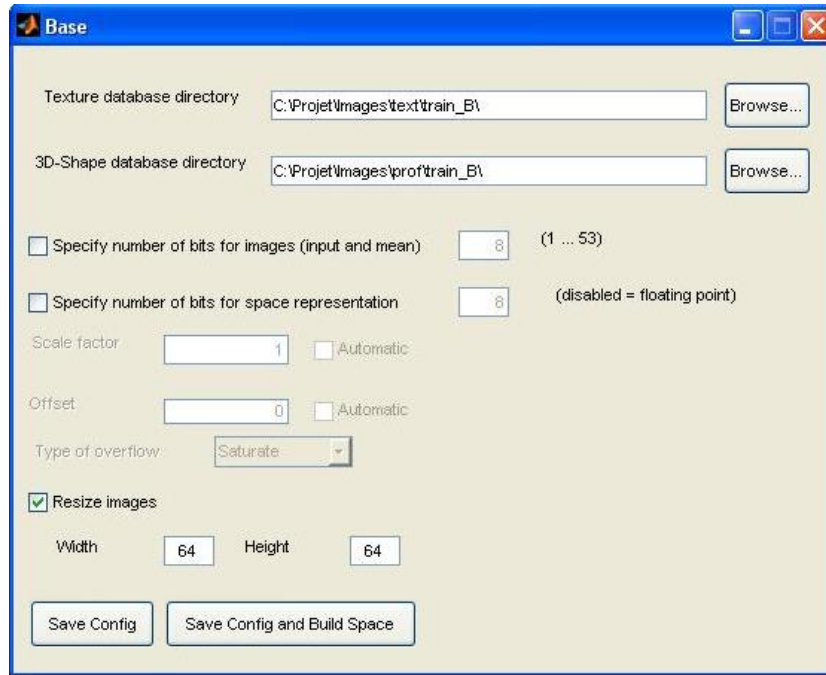 Base
Texture database directory C:\Projet\Images\text\train_B\ Browse...
3D-Shape database directory C:\Projet\Images\prof\train_B\ Browse...
Specify number of bits for images (input and mean) 8 (1 ... 53)
Specify number of bits for space representation 8 (disabled = floating point)
Scale factor 1 Automatic
Offset 0 Automatic
Type of overflow Saturate
Resize images
Width 64 Height 64
Save Config Save Config and Build Space